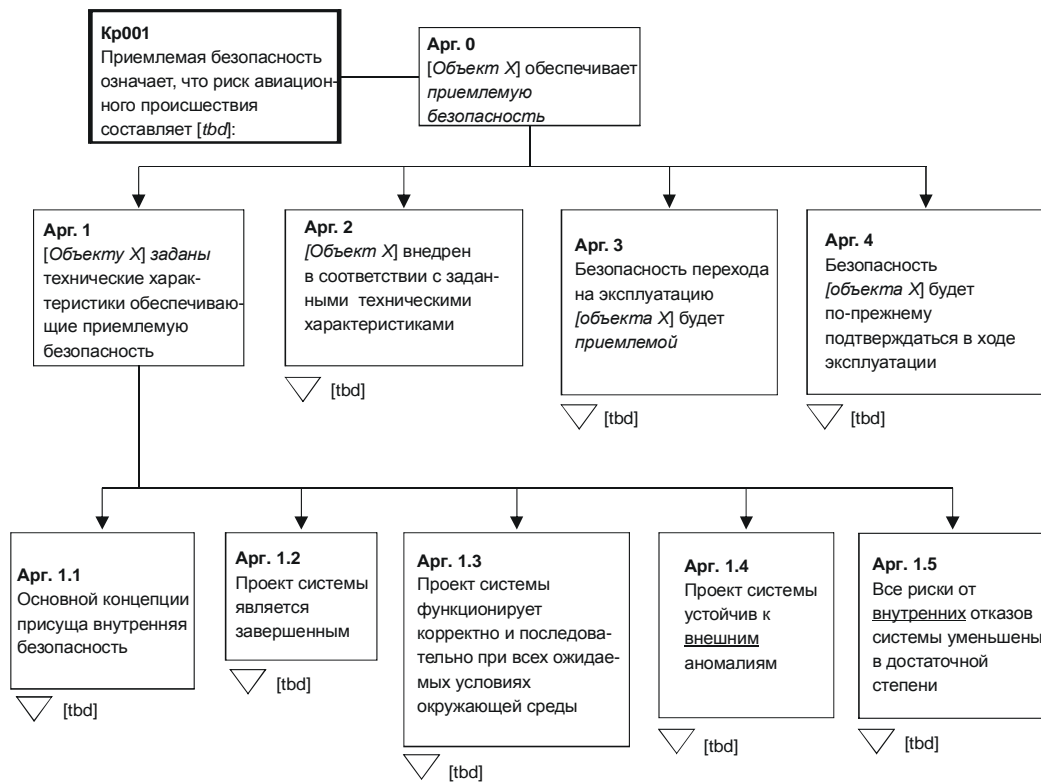 Кр001
Приемлемая безопасность
означает, что риск авиацион-
ного происшествия
составляет [tbd]:
Арг. 0
[Объект X] обеспечивает
приемлемую
безопасность
Арг. 1
[Объекту X] заданы
технические харак-
теристики обеспечиваю-
щие приемлемую
безопасность
Арг. 2
[Объект X] внедрен
в соответствии с задан-
ными техническими
характеристиками
[tbd]
Арг. 3
Безопасность перехода
на эксплуатацию
[объекта X] будет
приемлемой
[tbd]
Арг. 4
Безопасность
[объекта X] будет
по-прежнему
подтверждаться в ходе
эксплуатации
[tbd]
Арг. 1.1
Основной концепции
присуща внутренняя
безопасность
[tbd]
Арг. 1.2
Проект системы
является
завершенным
[tbd]
Арг. 1.3
Проект системы
функционирует
корректно и последова-
тельно при всех ожидае-
мых условиях
окружающей среды
[tbd]
Арг. 1.4
Проект системы
устойчив к
внешним
аномалиям
[tbd]
Арг. 1.5
Все риски от
внутренних отказов
системы уменьшены
в достаточной
степени
[tbd]